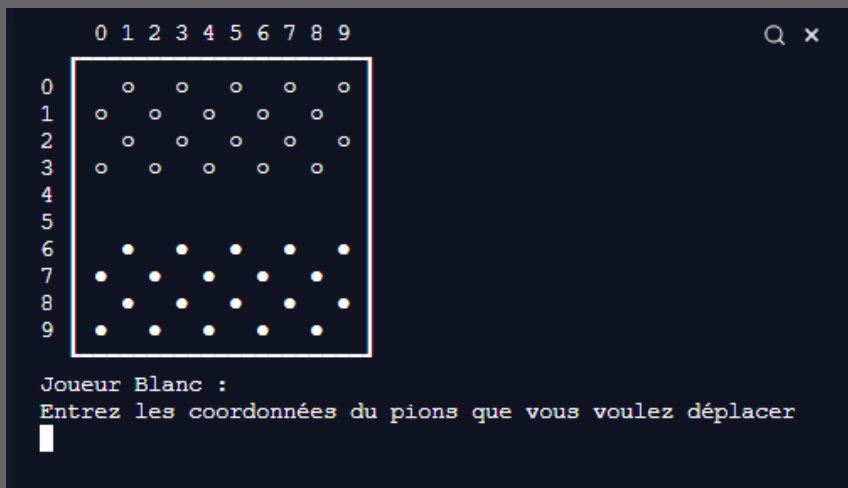 0 1 2 3 4 5 6 7 8 9
0 o o o o o
1 o o o o o
2 o o o o o
3 o o o o o
4
5
6 ● ● ● ● ●
7 ● ● ● ● ●
8 ● ● ● ● ●
9 ● ● ● ● ●
Joueur Blanc :
Entrez les coordonnées du pions que vous voulez déplacer